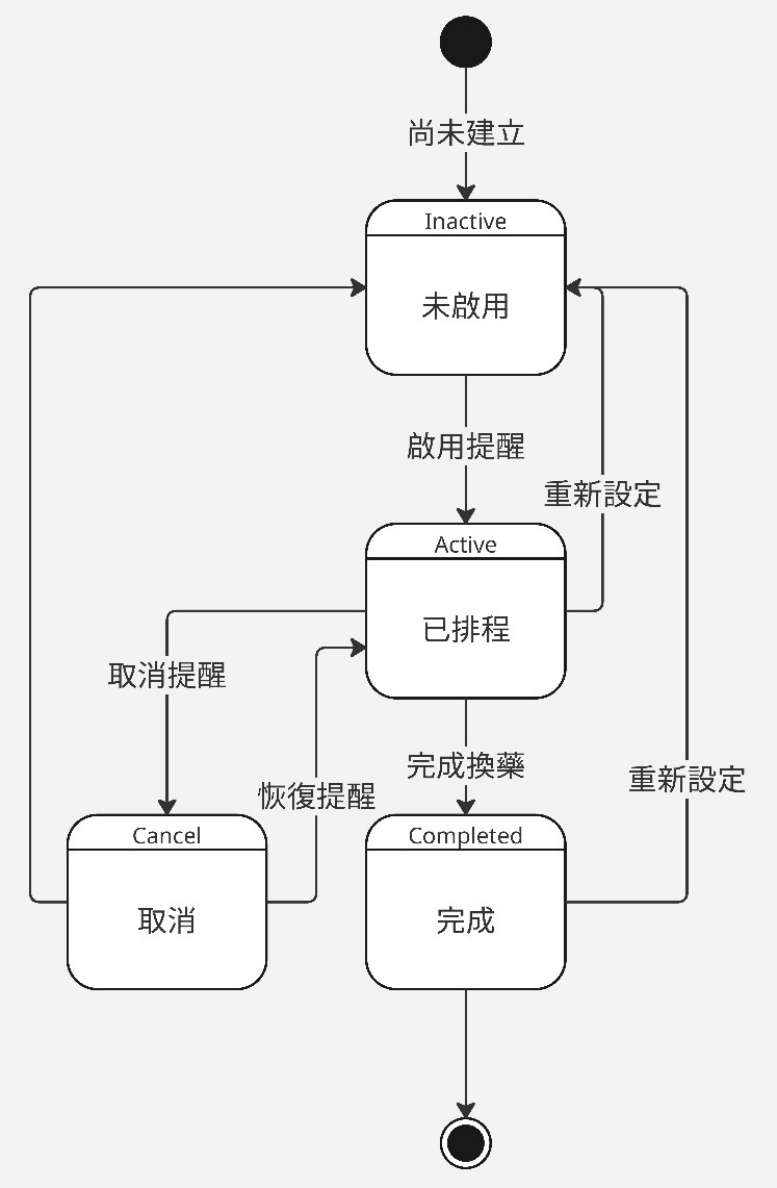 尚未建立
Inactive
未啟用
啟用提醒
重新設定
Active
已排程
取消提醒
完成換藥
重新設定
恢復提醒
Cancel
取消
Completed
完成